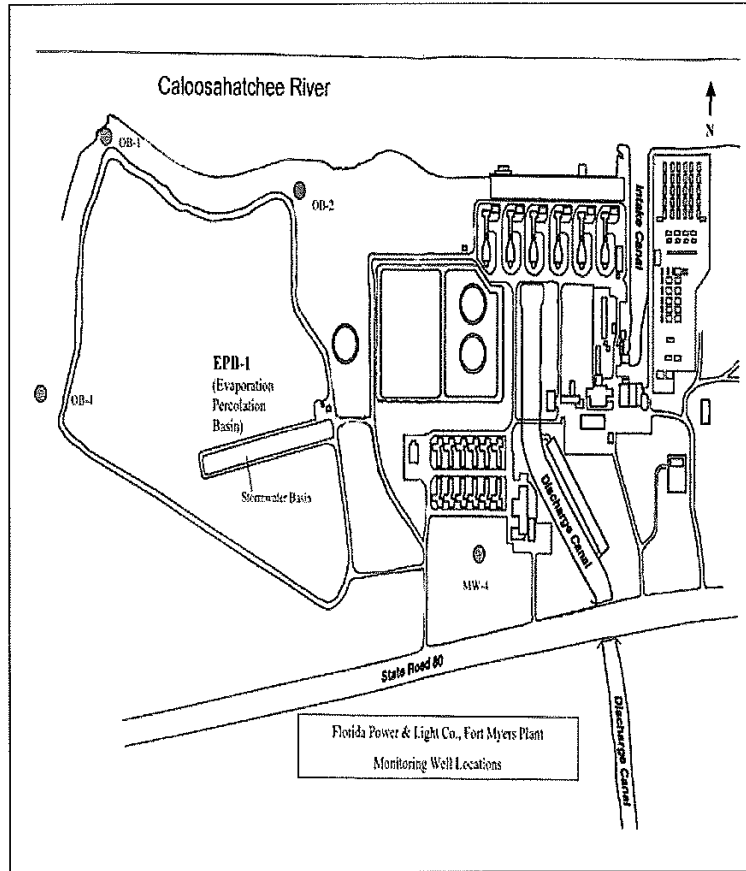 Caloosahatchee River
N
OB-1
OB-2
Intake Canal
EPB-1
(Evaporation
Percolation
Basin)
OB-4
Stormwater Basin
Discharge Canal
MW-4
State Road 80
Discharge Canal
Florida Power & Light Co., Fort Myers Plant
Monitoring Well Locations